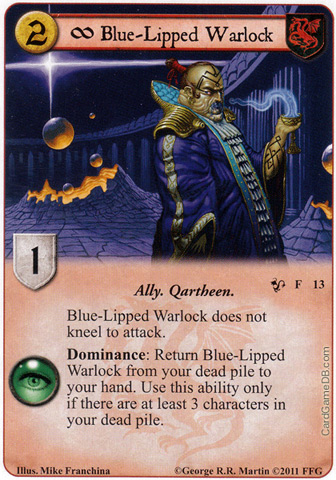 2 ∞ Blue-Lipped Warlock
1
Ally. Qartheen.
F 13
Blue-Lipped Warlock does not
kneel to attack.
Dominance: Return Blue-Lipped
Warlock from your dead pile to
your hand. Use this ability only
if there are at least 3 characters in
your dead pile.
CardGameDB.com
Illus. Mike Franchina
©George R.R. Martin ©2011 FFG